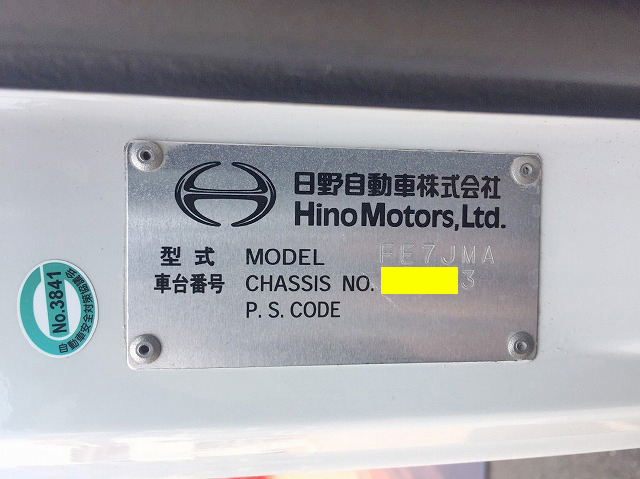 日野自動車株式会社
Hino Motors, Ltd.
型式 MODEL FE7JMA
車台番号 CHASSIS NO. 3
P. S. CODE
No.3841